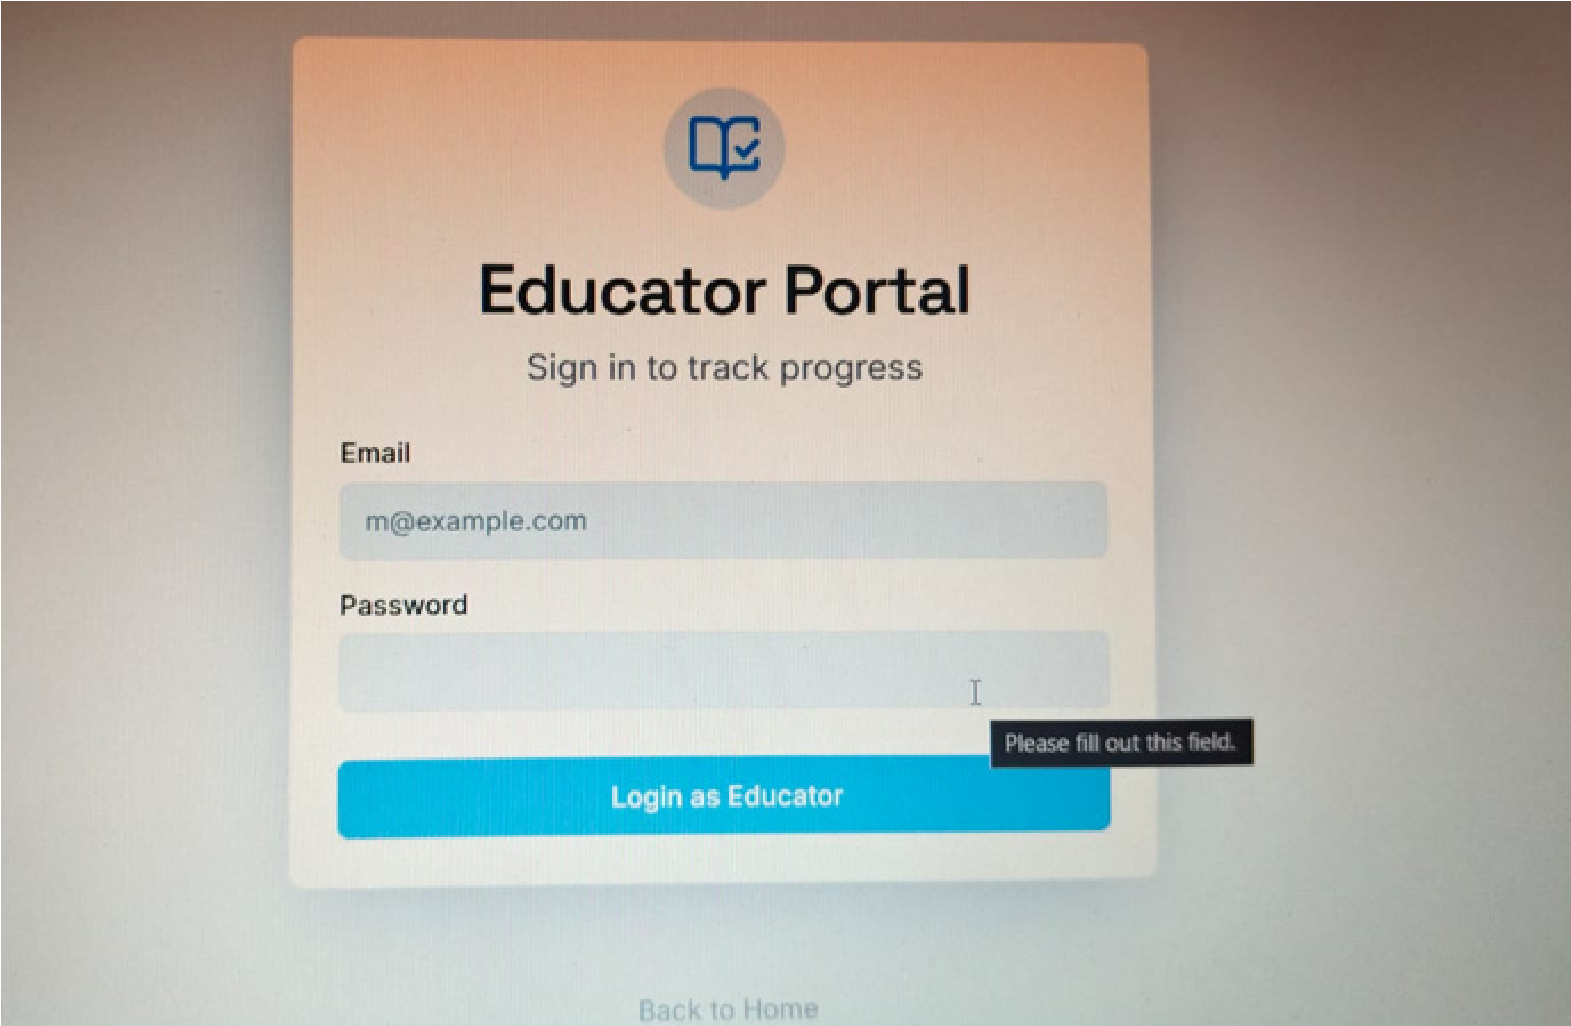 Educator Portal
Sign in to track progress
Email
m@example.com
Password
Please fill out this field.
Login as Educator
Back to Home